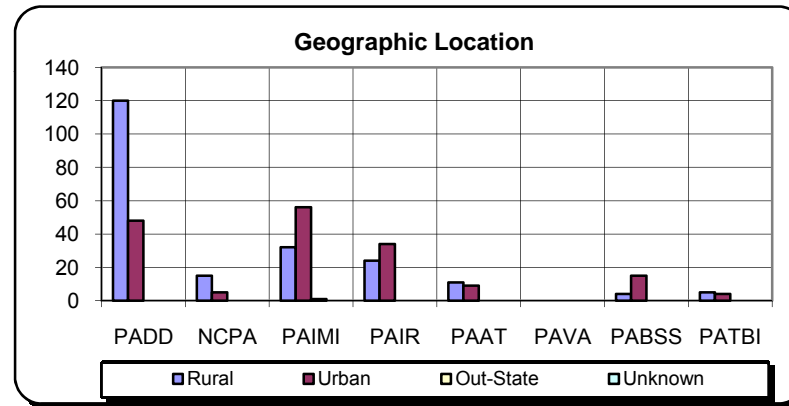 Geographic Location
140
120
100
80
60
40
20
0
PADD NCPA PAIMI PAIR PAAT PAVA PABSS PATBI
Rural Urban Out-State Unknown